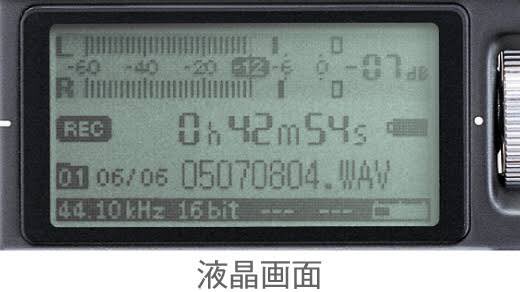 L
-60 -40 -20 -12 -6 0 -07dB
R
REC 0h42m54s
01 06/06 05070804.WAV
44.10kHz 16bit --- ---
液晶画面